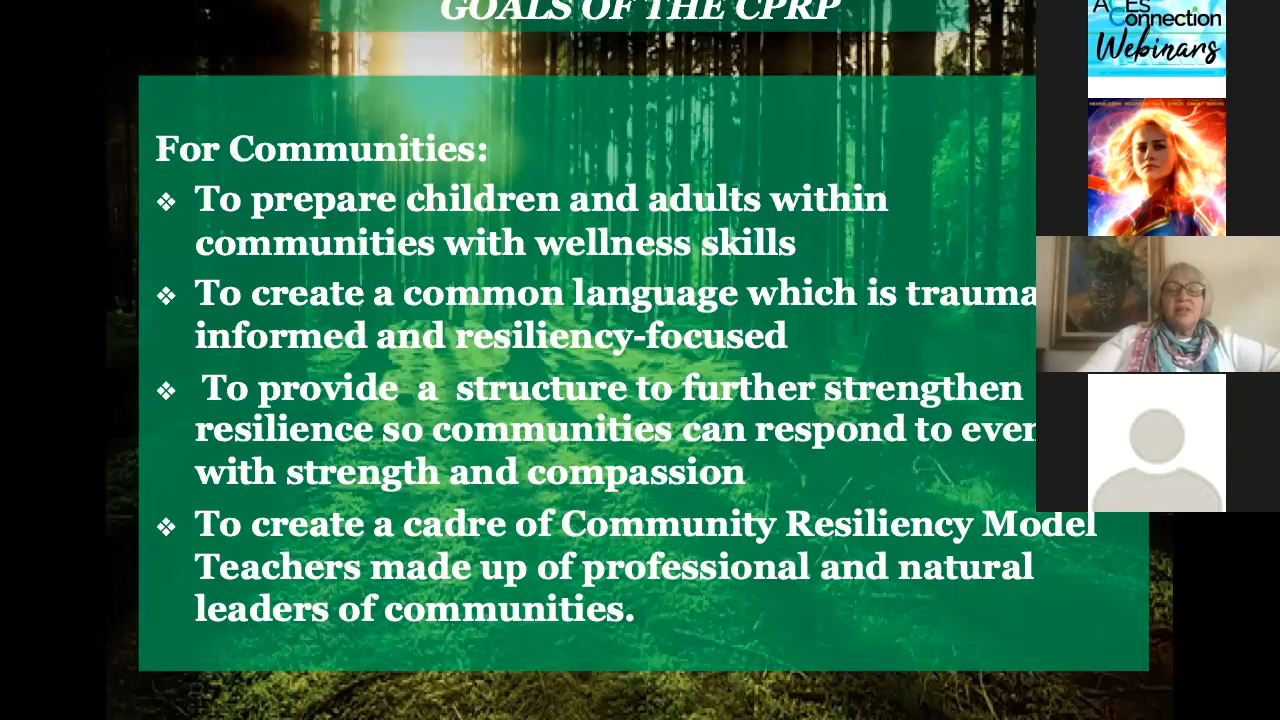 GOALS OF THE CPRP
For Communities:
❖ To prepare children and adults within
communities with wellness skills
❖ To create a common language which is trauma
informed and resiliency-focused
❖ To provide a structure to further strengthen
resilience so communities can respond to even
with strength and compassion
❖ To create a cadre of Community Resiliency Model
Teachers made up of professional and natural
leaders of communities.
ACEs
Connection
Webinars